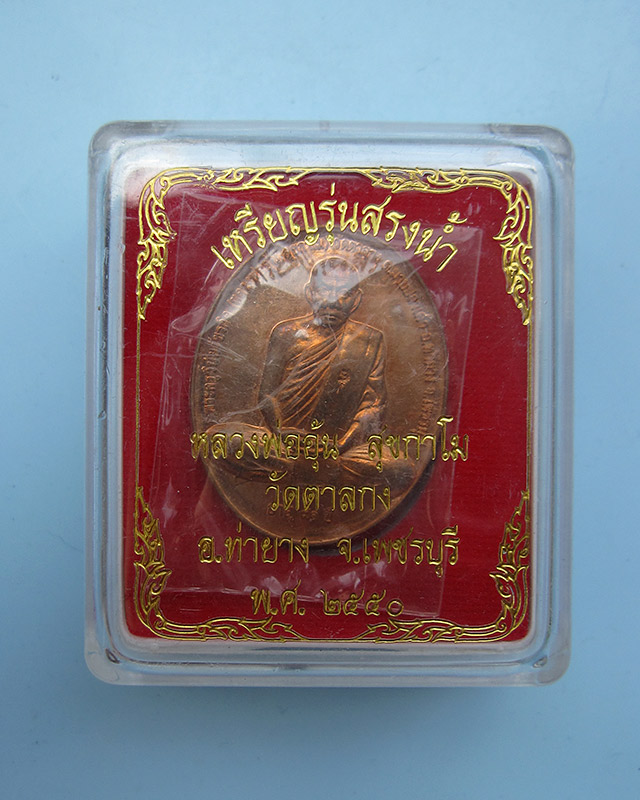 เหรียญรุ่นสรงน้ำ
หลวงพ่ออุ้น สุขกาโม
วัดตาลกง
อ.ท่ายาง จ.เพชรบุรี
พ.ศ. ๒๕๕๐